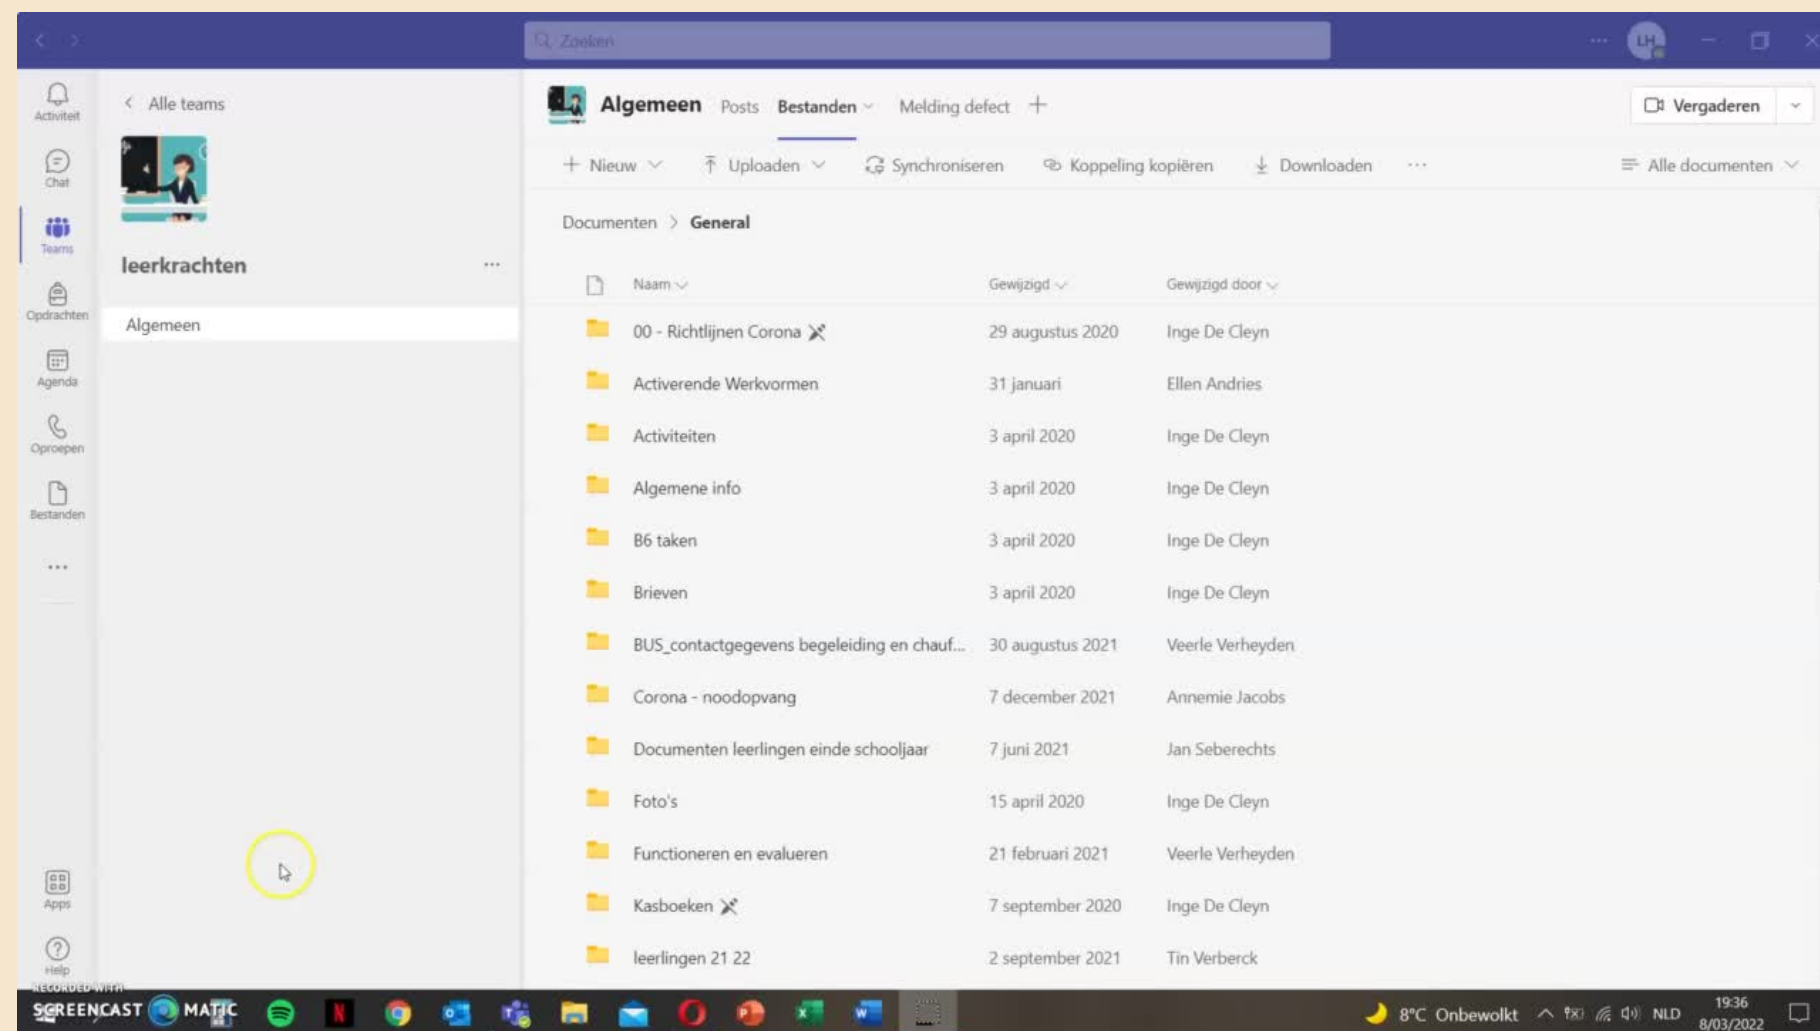 Zoeken
LH
Activiteit
Chat
Teams
Opdrachten
Agenda
Oproepen
Bestanden
Apps
Help
Alle teams
leerkrachten
Algemeen
Algemeen Posts Bestanden Melding defect
Vergaderen
Nieuw Uploaden Synchroniseren Koppeling kopiëren Downloaden Alle documenten
Documenten > General
Naam Gewijzigd Gewijzigd door
00 - Richtlijnen Corona 29 augustus 2020 Inge De Cleyn
Activerende Werkvormen 31 januari Ellen Andries
Activiteiten 3 april 2020 Inge De Cleyn
Algemene info 3 april 2020 Inge De Cleyn
B6 taken 3 april 2020 Inge De Cleyn
Brieven 3 april 2020 Inge De Cleyn
BUS_contactgegevens begeleiding en chauf... 30 augustus 2021 Veerle Verheyden
Corona - noodopvang 7 december 2021 Annemie Jacobs
Documenten leerlingen einde schooljaar 7 juni 2021 Jan Seberechts
Foto's 15 april 2020 Inge De Cleyn
Functioneren en evalueren 21 februari 2021 Veerle Verheyden
Kasboeken 7 september 2020 Inge De Cleyn
leerlingen 21 22 2 september 2021 Tin Verberck
RECORDED WITH
SCREENCAST MATIC
8°C Onbewolkt NLD 19:36
8/03/2022